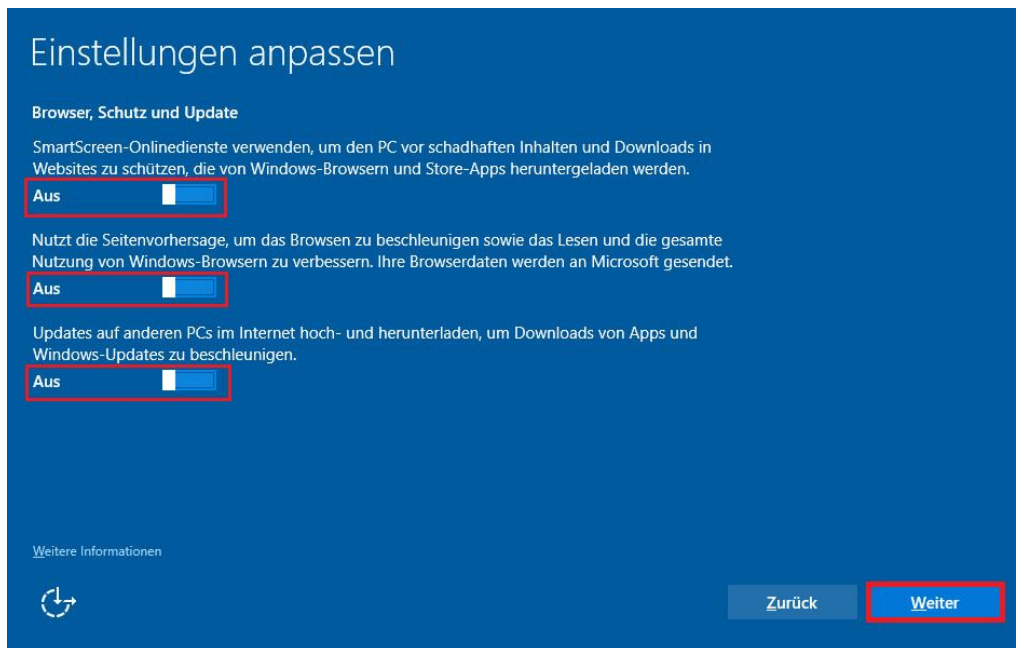 Einstellungen anpassen
Browser, Schutz und Update
SmartScreen-Onlinedienste verwenden, um den PC vor schadhaften Inhalten und Downloads in
Websites zu schützen, die von Windows-Browsern und Store-Apps heruntergeladen werden.
Aus
Nutzt die Seitenvorhersage, um das Browsen zu beschleunigen sowie das Lesen und die gesamte
Nutzung von Windows-Browsern zu verbessern. Ihre Browserdaten werden an Microsoft gesendet.
Aus
Updates auf anderen PCs im Internet hoch- und herunterladen, um Downloads von Apps und
Windows-Updates zu beschleunigen.
Aus
Weitere Informationen
Zurück
Weiter